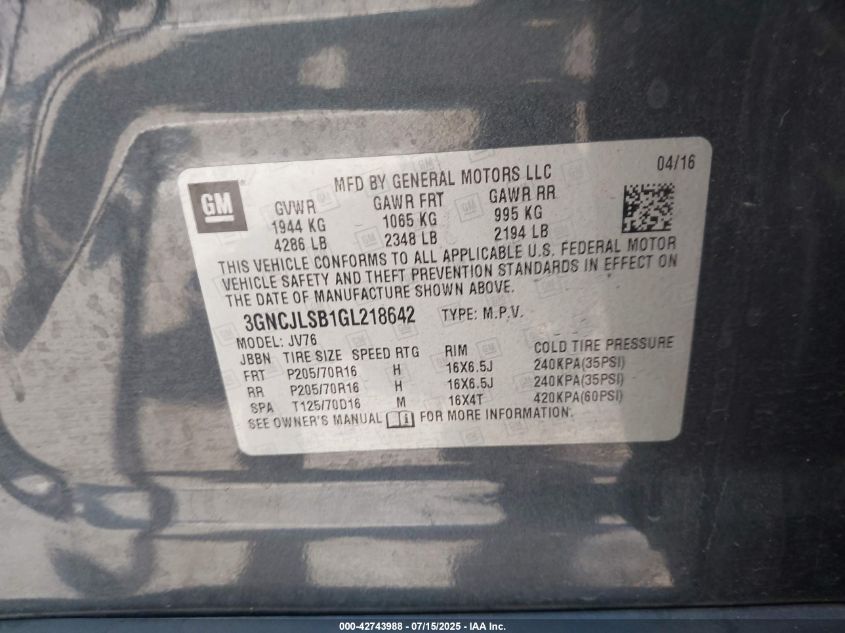 04/16
GM
MFD BY GENERAL MOTORS LLC
GVWR GAWR FRT GAWR RR
1944 KG 1065 KG 995 KG
4286 LB 2348 LB 2194 LB
THIS VEHICLE CONFORMS TO ALL APPLICABLE U.S. FEDERAL MOTOR
VEHICLE SAFETY AND THEFT PREVENTION STANDARDS IN EFFECT ON
THE DATE OF MANUFACTURE SHOWN ABOVE.
3GNCJLSB1GL218642 TYPE: M.P.V.
MODEL: JV76
JBBN TIRE SIZE SPEED RTG RIM COLD TIRE PRESSURE
FRT P205/70R16 H 16X6.5J 240KPA(35PSI)
RR P205/70R16 H 16X6.5J 240KPA(35PSI)
SPA T125/70D16 M 16X4T 420KPA(60PSI)
SEE OWNER'S MANUAL FOR MORE INFORMATION.
000-42743988 - 07/15/2025 - IAA Inc.